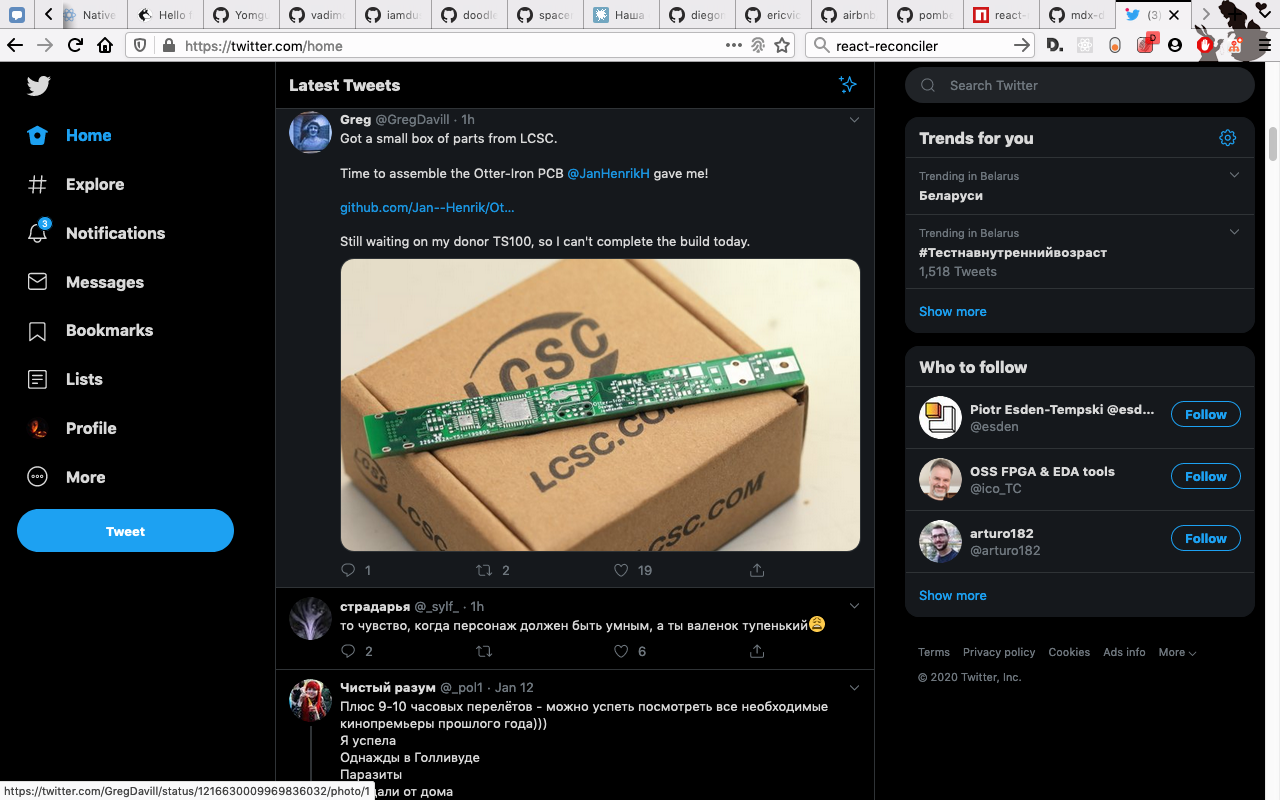 Native
Hello f
Yomgu
vadim
iamdu
doodle
space
Наша
diegon
ericvic
airbnb
pombe
react-
mdx-d
(3)
https://twitter.com/home
react-reconciler
Home
Explore
3
Notifications
Messages
Bookmarks
Lists
Profile
More
Tweet
Latest Tweets
Greg @GregDavill · 1h
Got a small box of parts from LCSC.
Time to assemble the Otter-Iron PCB @JanHenrikH gave me!
github.com/Jan--Henrik/Ot...
Still waiting on my donor TS100, so I can't complete the build today.
LCSC
LCSC.COM
LCSC.COM
1 2 19
страдарья @_sylf_ · 1h
то чувство, когда персонаж должен быть умным, а ты валенок тупенький😩
2 6
Чистый разум @_pol1 · Jan 12
Плюс 9-10 часовых перелётов - можно успеть посмотреть все необходимые
кинопремьеры прошлого года)))
Я успела
Однажды в Голливуде
Паразиты
дали от дома
https://twitter.com/GregDavill/status/1216630009969836032/photo/1
Search Twitter
Trends for you
Trending in Belarus
Беларуси
Trending in Belarus
#Тестнавнутреннийвозраст
1,518 Tweets
Show more
Who to follow
Piotr Esden-Tempski @esd...
@esden
Follow
OSS FPGA & EDA tools
@ico_TC
Follow
arturo182
@arturo182
Follow
Show more
Terms Privacy policy Cookies Ads info More
© 2020 Twitter, Inc.